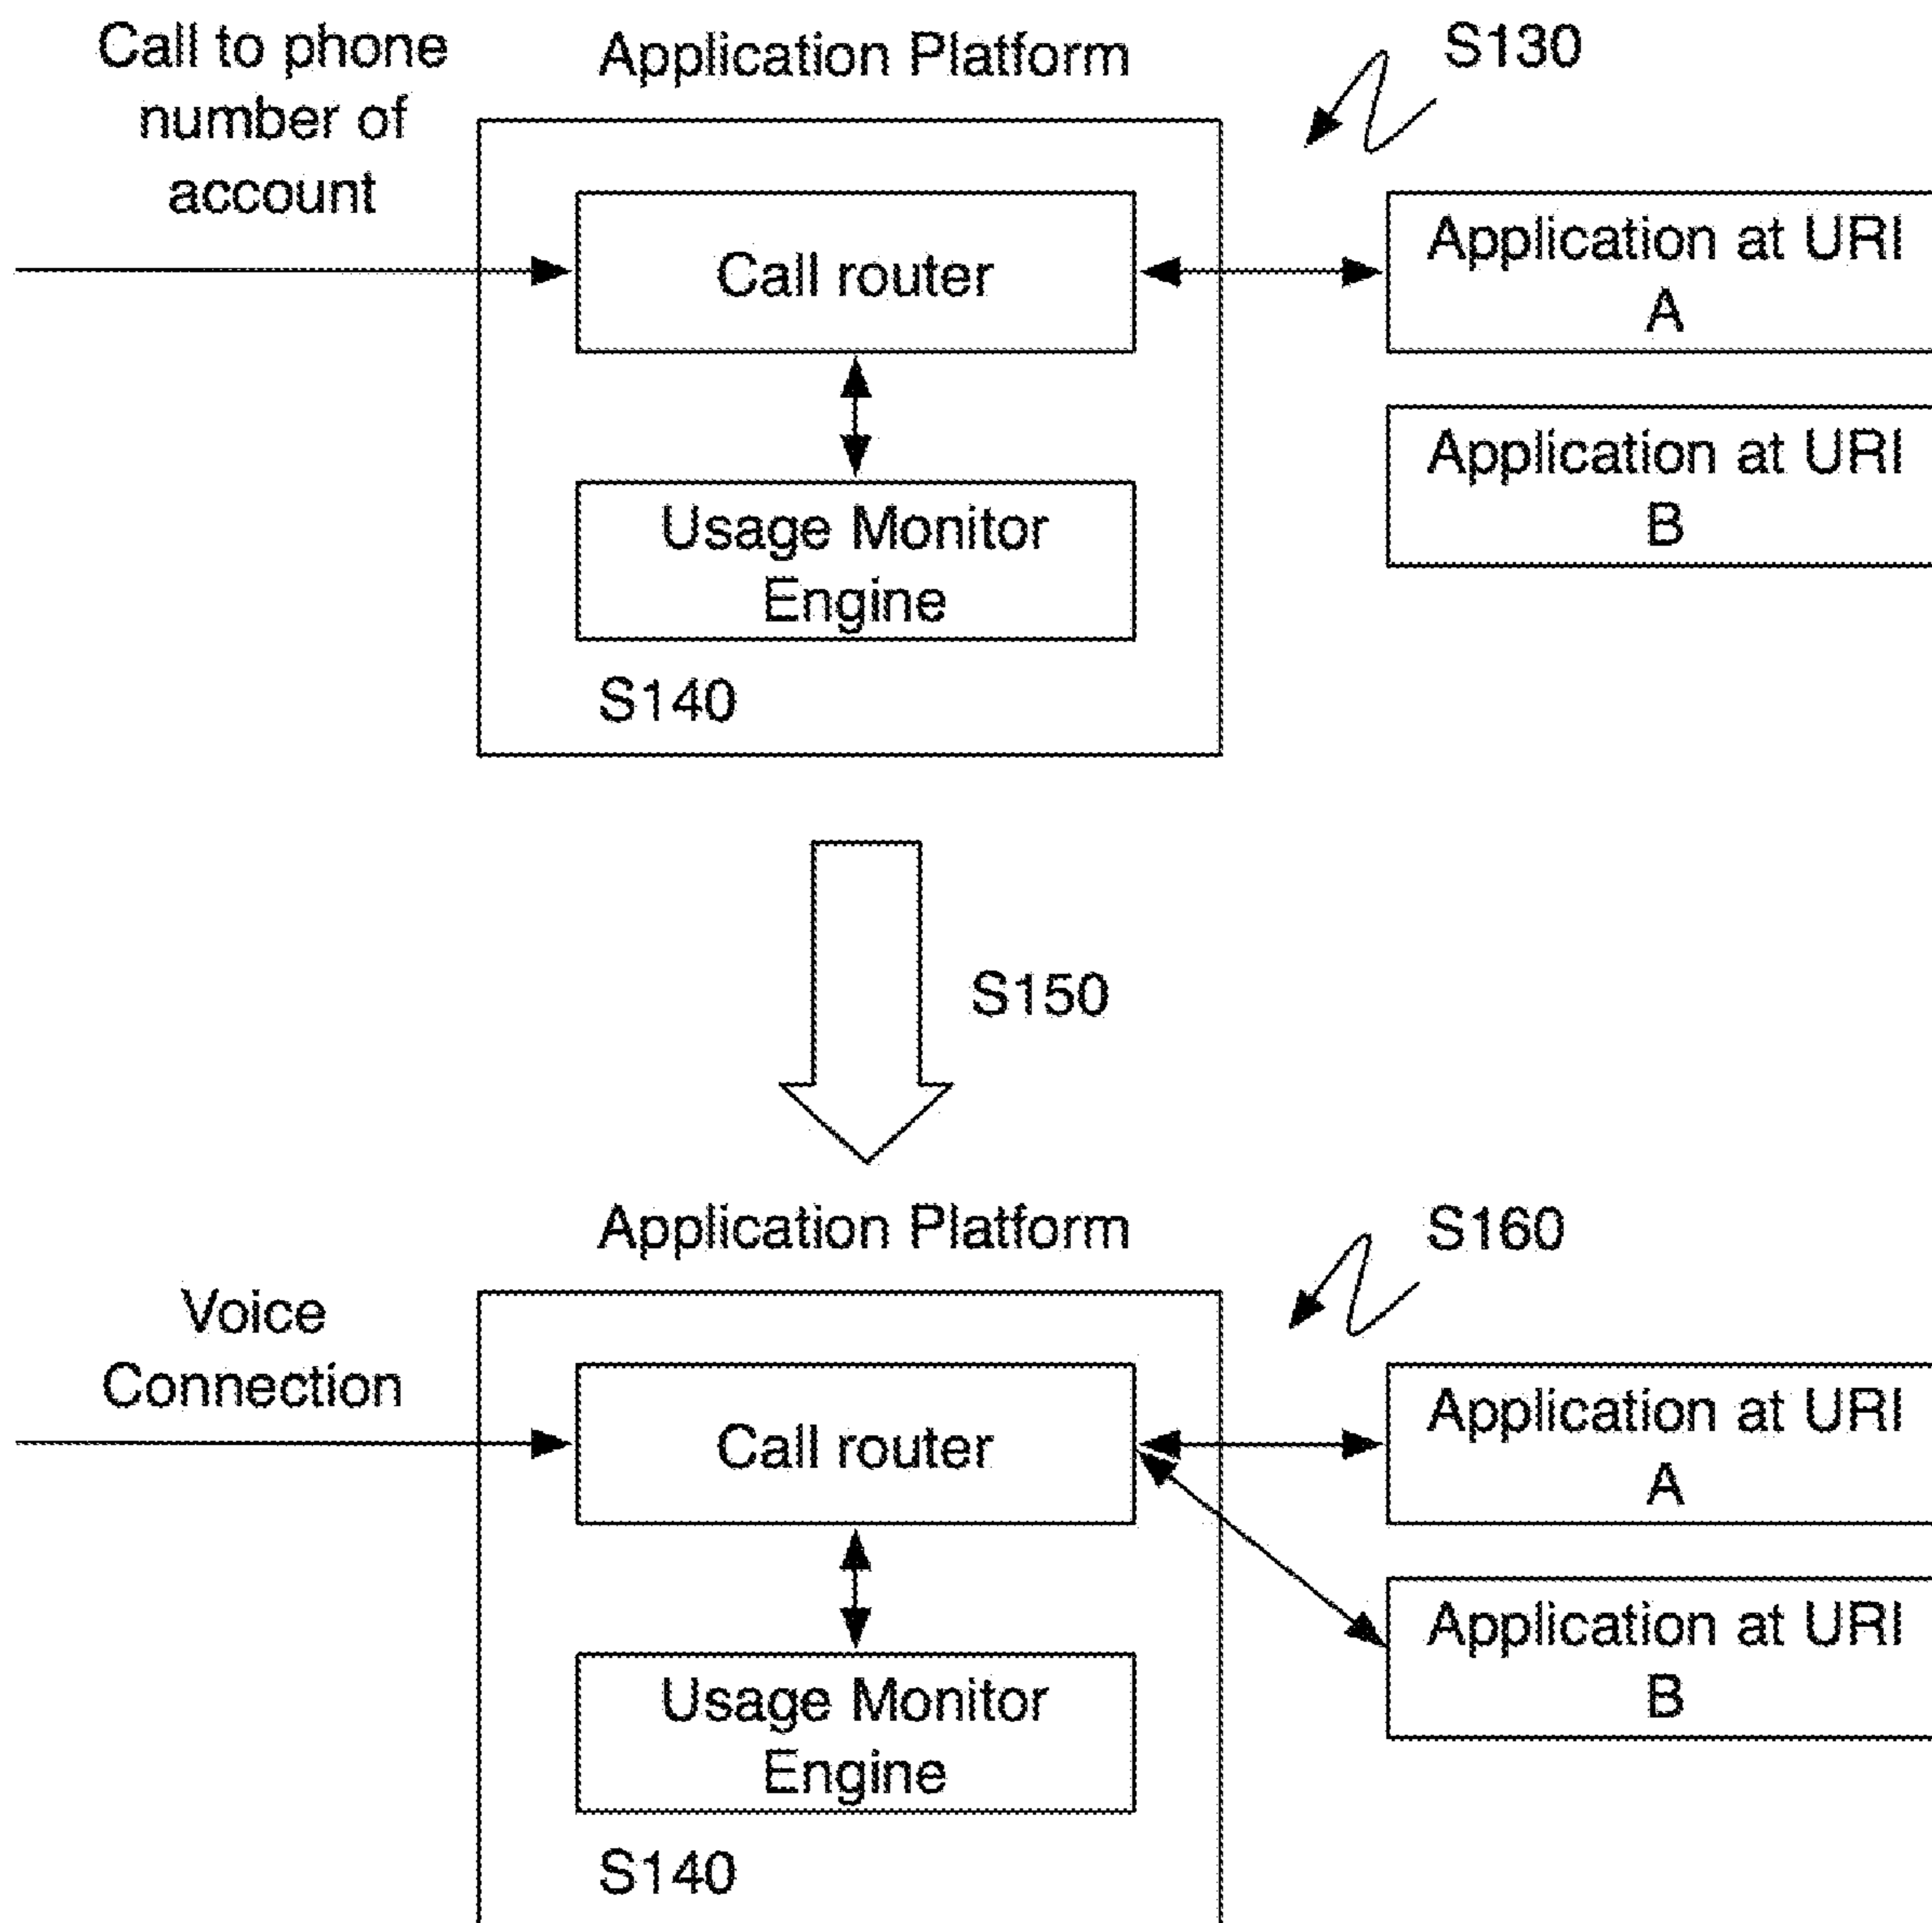 Call to phone
number of
account
Application Platform
S130
Call router
Application at URI
A
Application at URI
B
Usage Monitor
Engine
S140
S150
Application Platform
S160
Voice
Connection
Call router
Application at URI
A
Application at URI
B
Usage Monitor
Engine
S140